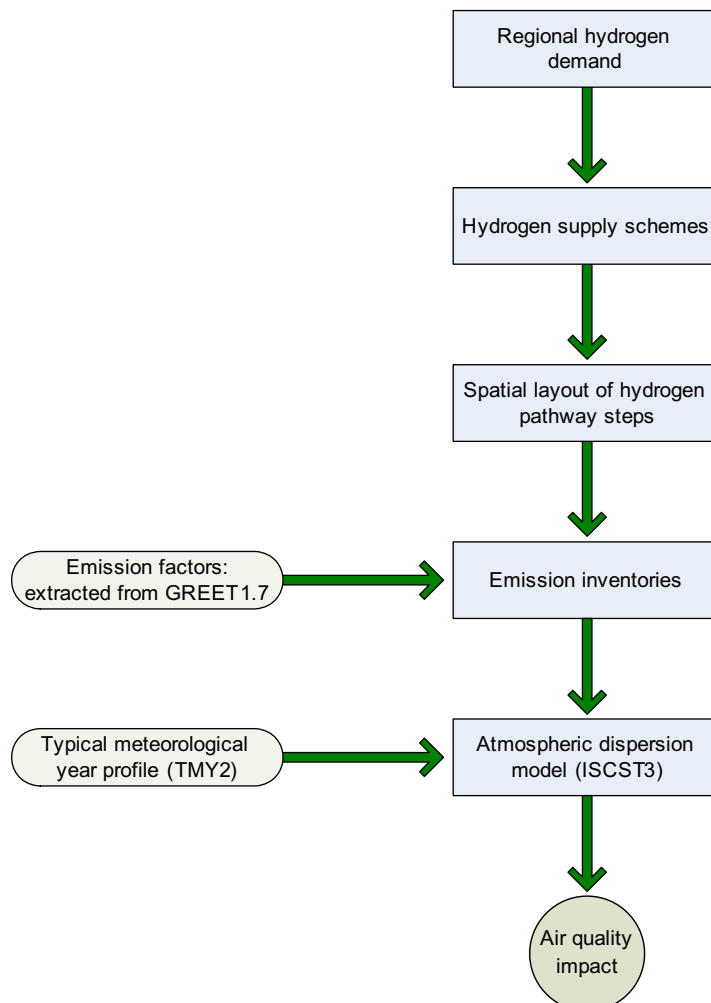 Regional hydrogen
demand
Hydrogen supply schemes
Spatial layout of hydrogen
pathway steps
Emission factors:
extracted from GREET1.7
Emission inventories
Typical meteorological
year profile (TMY2)
Atmospheric dispersion
model (ISCST3)
Air quality
impact